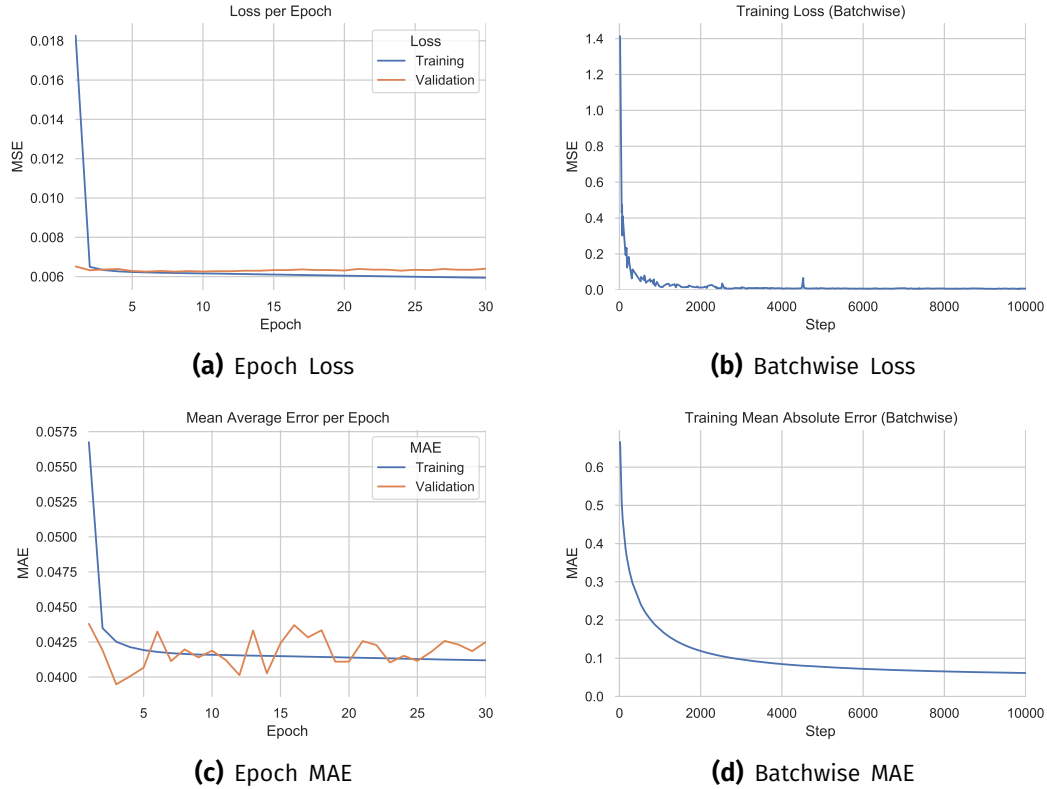 Loss per Epoch
0.018
0.016
0.014
0.012
0.010
0.008
0.006
MSE
Loss
Training
Validation
5 10 15 20 25 30
Epoch
(a) Epoch Loss
Training Loss (Batchwise)
1.4
1.2
1.0
0.8
0.6
0.4
0.2
0.0
MSE
0 2000 4000 6000 8000 10000
Step
(b) Batchwise Loss
Mean Average Error per Epoch
0.0575
0.0550
0.0525
0.0500
0.0475
0.0450
0.0425
0.0400
MAE
MAE
Training
Validation
5 10 15 20 25 30
Epoch
(c) Epoch MAE
Training Mean Absolute Error (Batchwise)
0.6
0.5
0.4
0.3
0.2
0.1
0.0
MAE
0 2000 4000 6000 8000 10000
Step
(d) Batchwise MAE